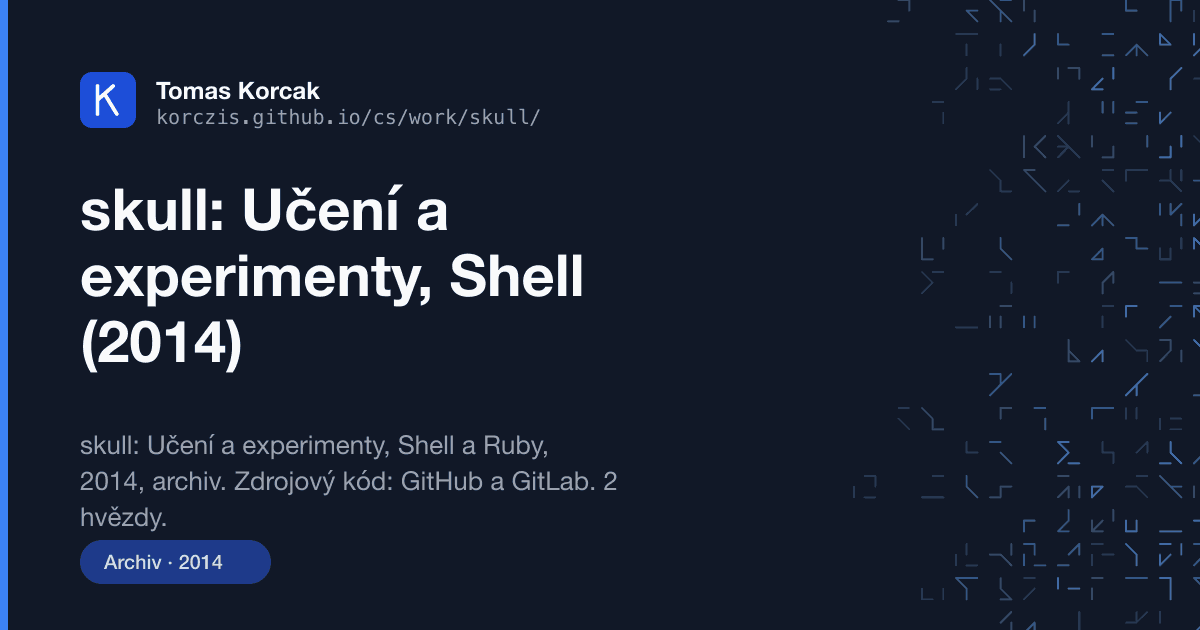 Tomas Korcak
korczis.github.io/cs/work/skull/
skull: Učení a
experimenty, Shell
(2014)
skull: Učení a experimenty, Shell a Ruby,
2014, archiv. Zdrojový kód: GitHub a GitLab. 2
hvězdy.
Archiv · 2014